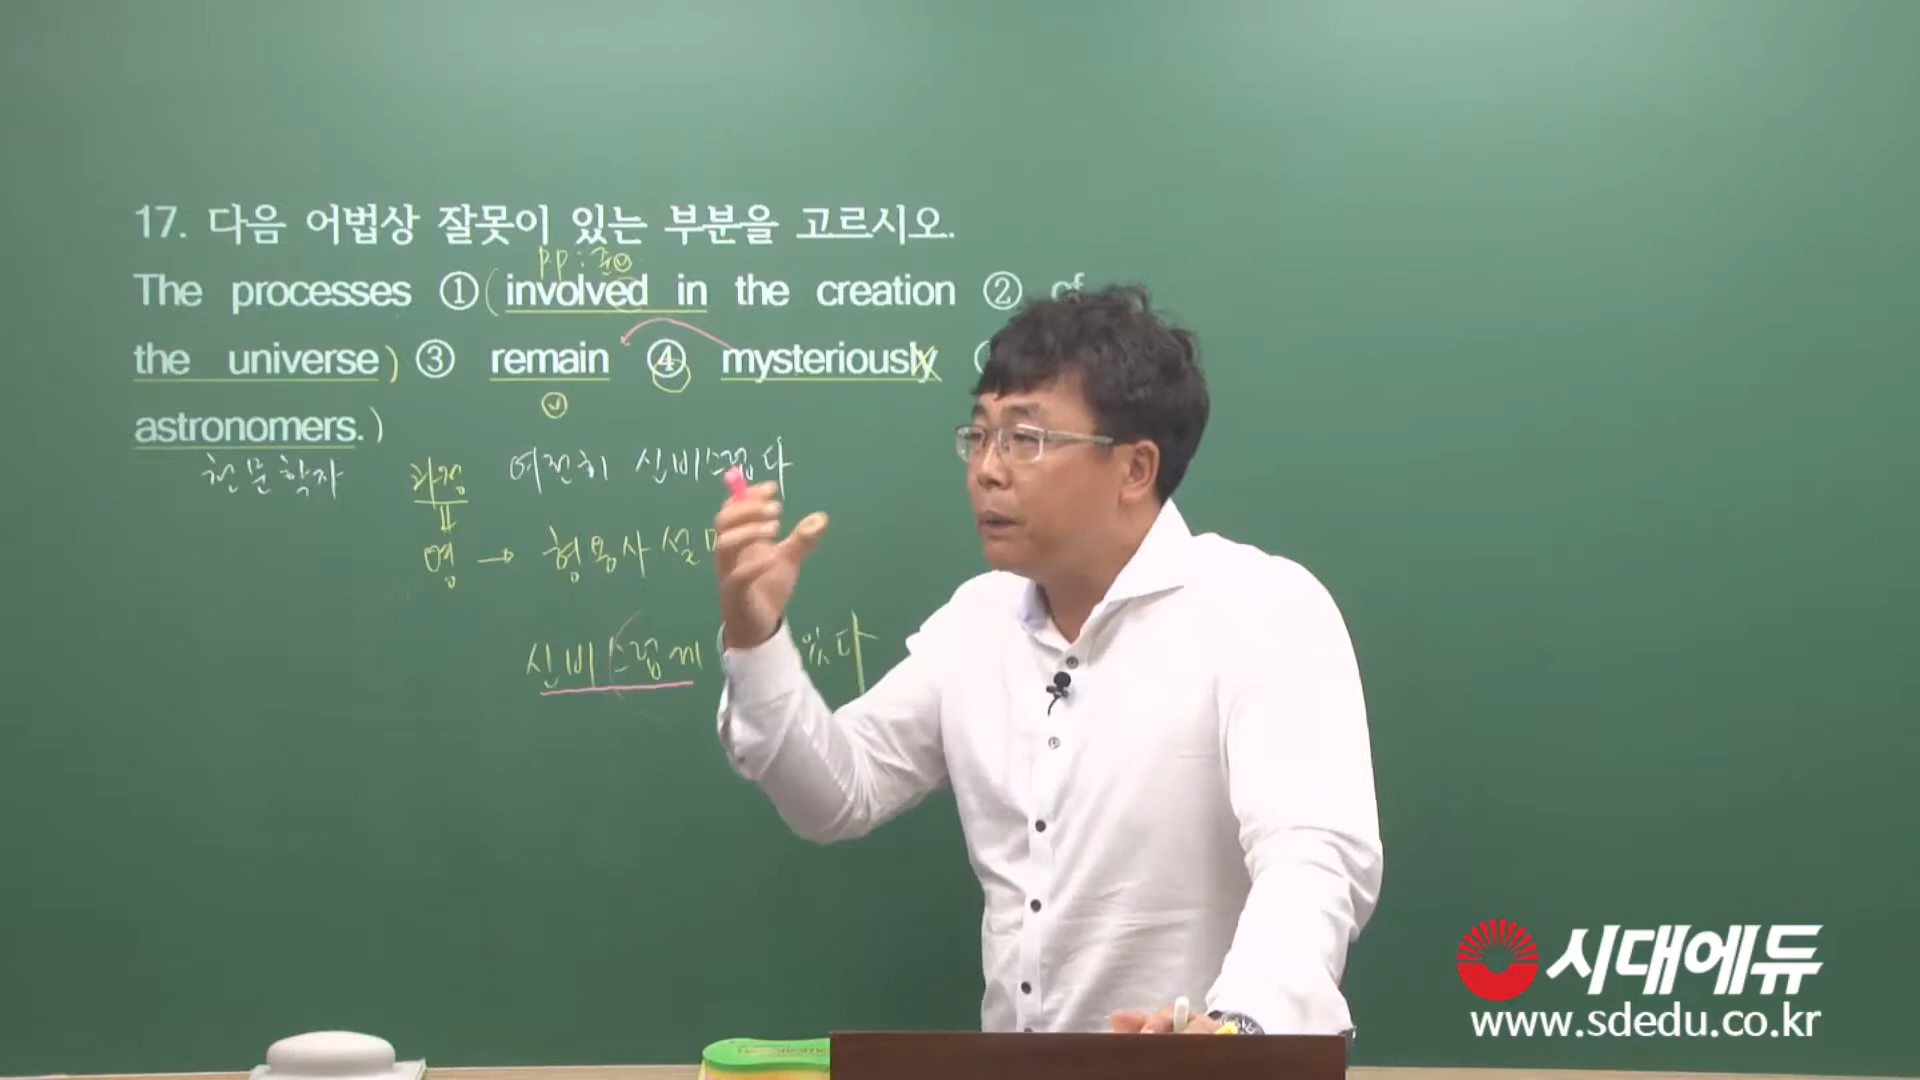 17. 다음 어법상 잘못이 있는 부분을 고르시오.
pp:
The processes ① (involved in the creation ② of
the universe) ③ remain ④ mysteriously
astronomers.)
천문학자
과정
여전히 신비스럽다
명 → 형용사 설
신비스럽게 있다
시대에듀
www.sdedu.co.kr